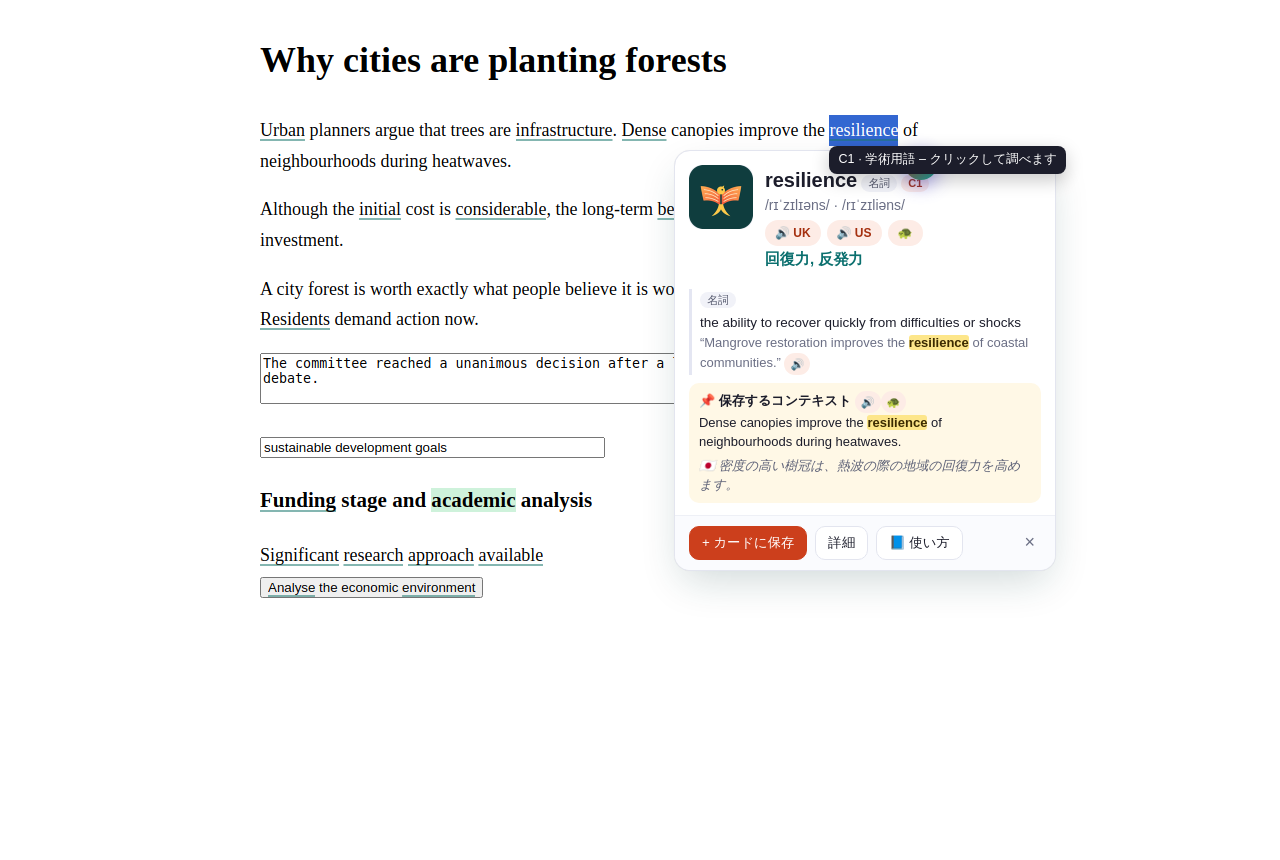 Why cities are planting forests
Urban planners argue that trees are infrastructure. Dense canopies improve the resilience of
neighbourhoods during heatwaves.
C1 · 学術用語 – クリックして調べます
resilience 名詞 C1
/rɪˈzɪlɪəns/ · /rɪˈzɪliəns/
🔊 UK 🔊 US 🐢
回復力, 反発力
Although the initial cost is considerable, the long-term be
investment.
名詞
the ability to recover quickly from difficulties or shocks
“Mangrove restoration improves the resilience of coastal
communities.” 🔊
A city forest is worth exactly what people believe it is wo
Residents demand action now.
The committee reached a unanimous decision after a
debate.
📌 保存するコンテキスト 🔊 🐢
Dense canopies improve the resilience of
neighbourhoods during heatwaves.
🇯🇵 密度の高い樹冠は、熱波の際の地域の回復力を高め
ます。
sustainable development goals
Funding stage and academic analysis
+ カードに保存 詳細 📘 使い方 ×
Significant research approach available
Analyse the economic environment